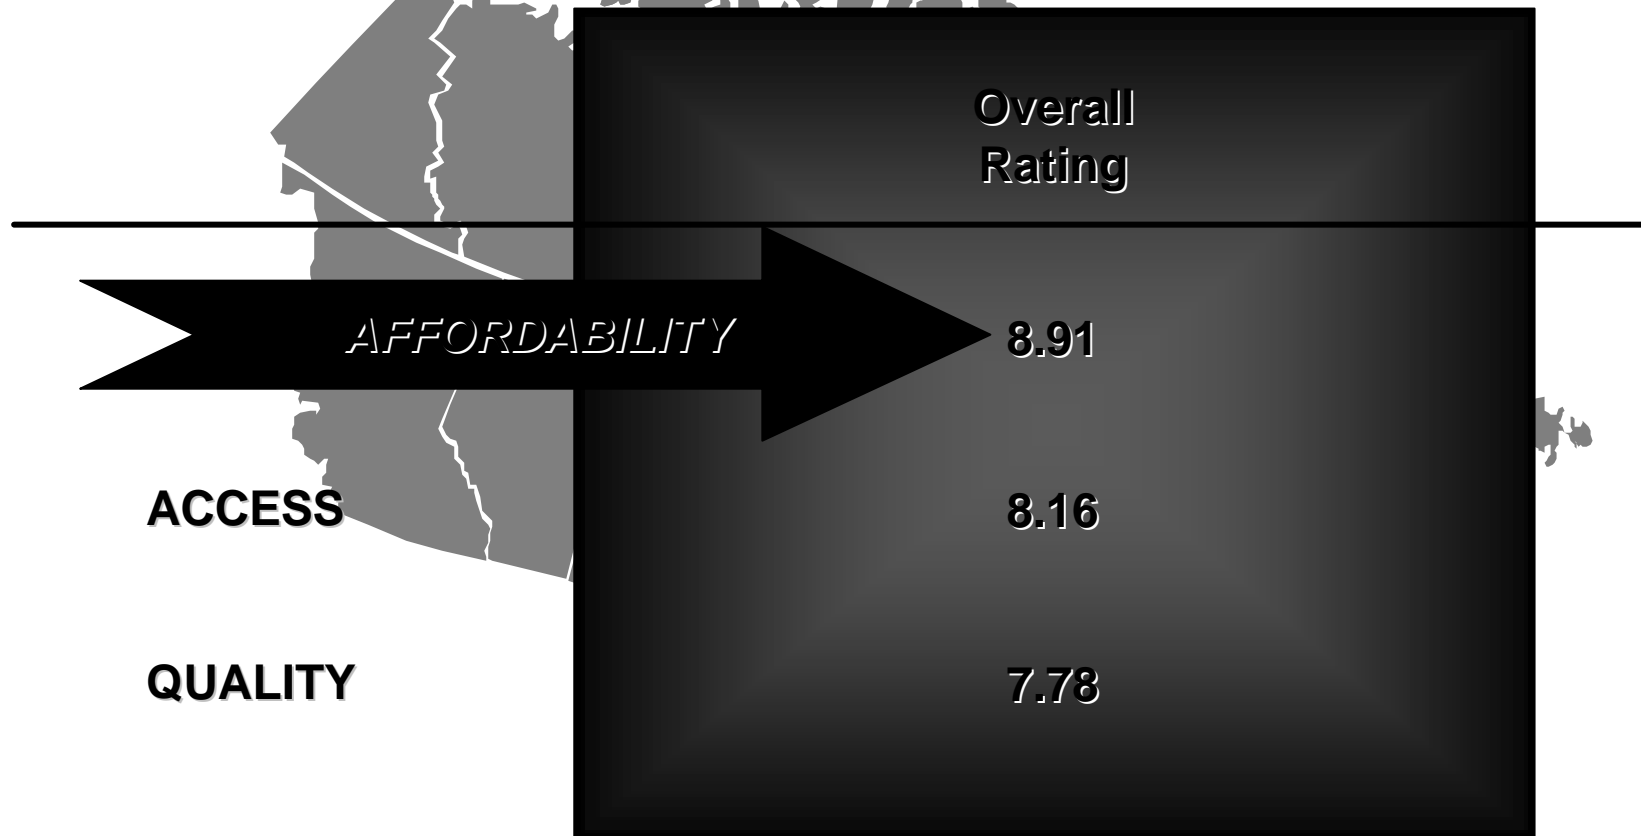 Overall
Rating
AFFORDABILITY 8.91
ACCESS 8.16
QUALITY 7.78